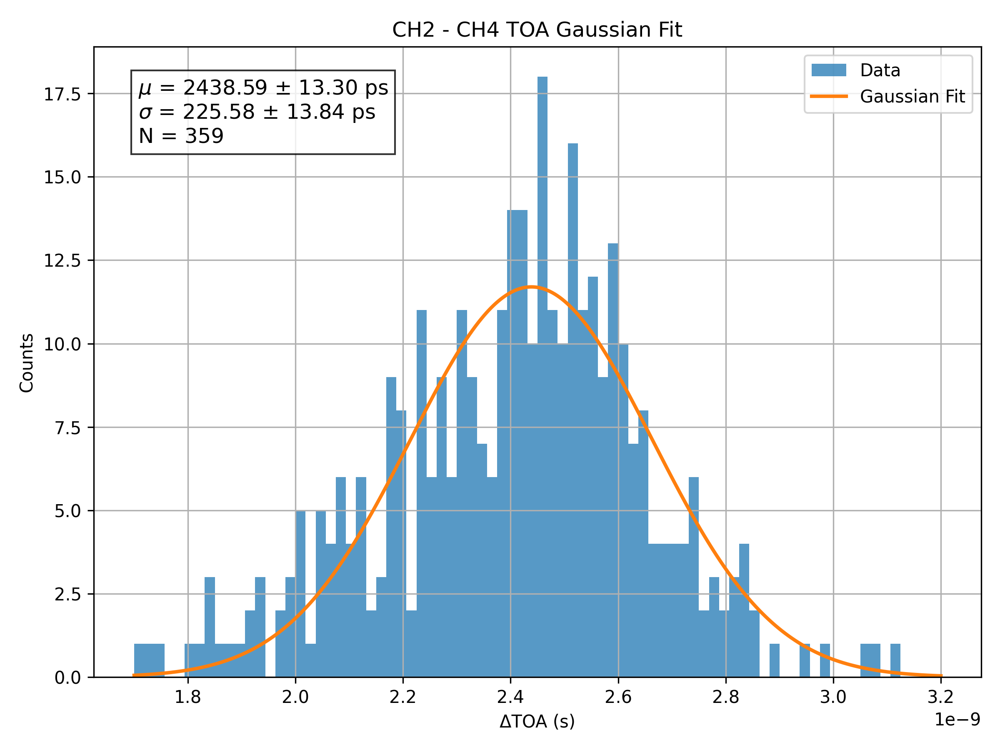 CH2 - CH4 TOA Gaussian Fit
μ = 2438.59 ± 13.30 ps
σ = 225.58 ± 13.84 ps
N = 359
Data
Gaussian Fit
Counts
17.5
15.0
12.5
10.0
7.5
5.0
2.5
0.0
1.8 2.0 2.2 2.4 2.6 2.8 3.0 3.2
ΔTOA (s)
1e−9